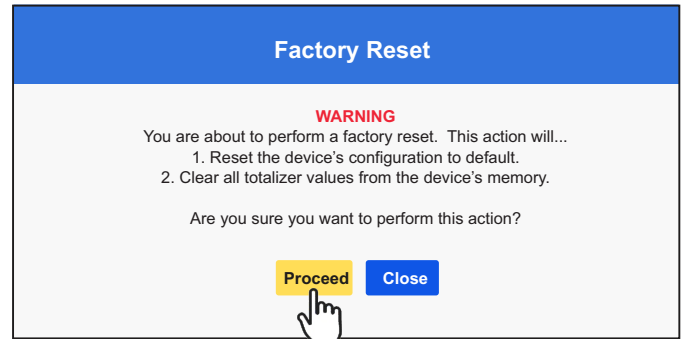 Factory Reset
WARNING
You are about to perform a factory reset.  This action will...
1. Reset the device’s configuration to default.
2. Clear all totalizer values from the device’s memory.
Are you sure you want to perform this action?
Proceed Close